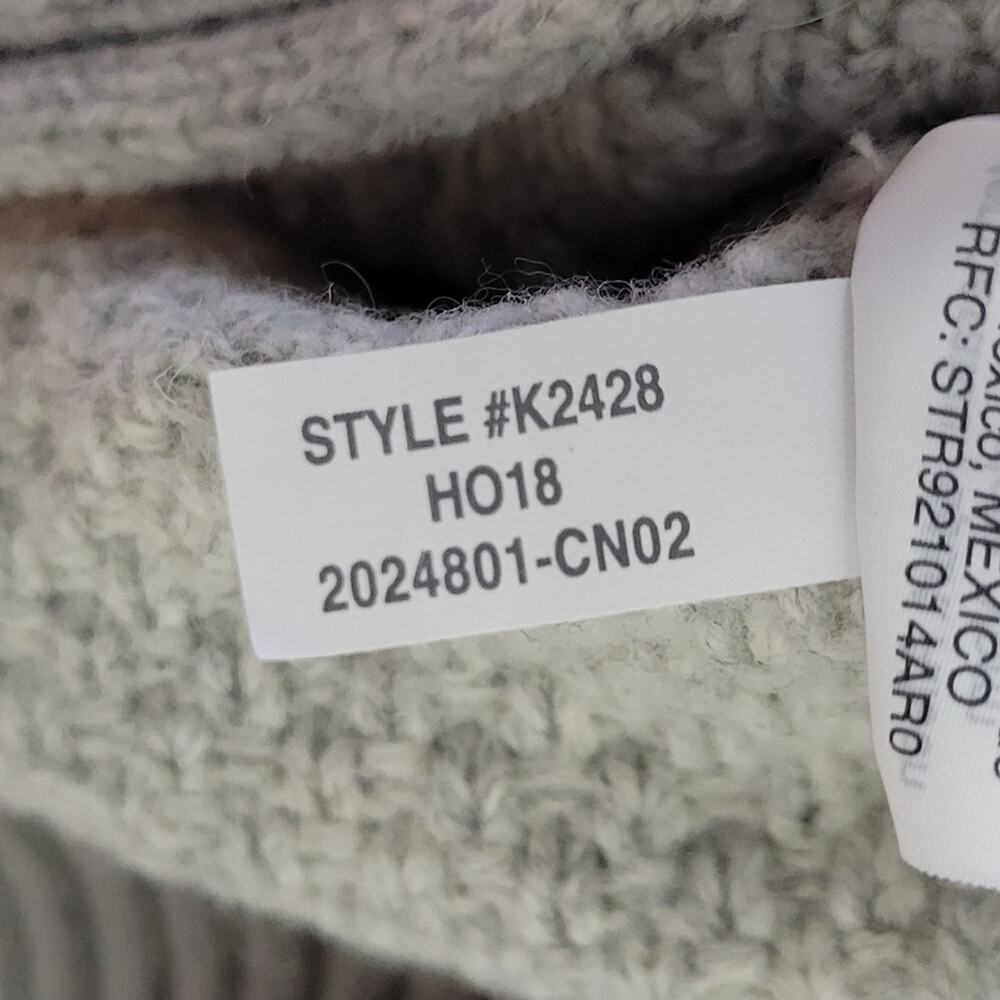 STYLE #K2428
HO18
2024801-CN02
MEXICO
RFC: STR921014AR0